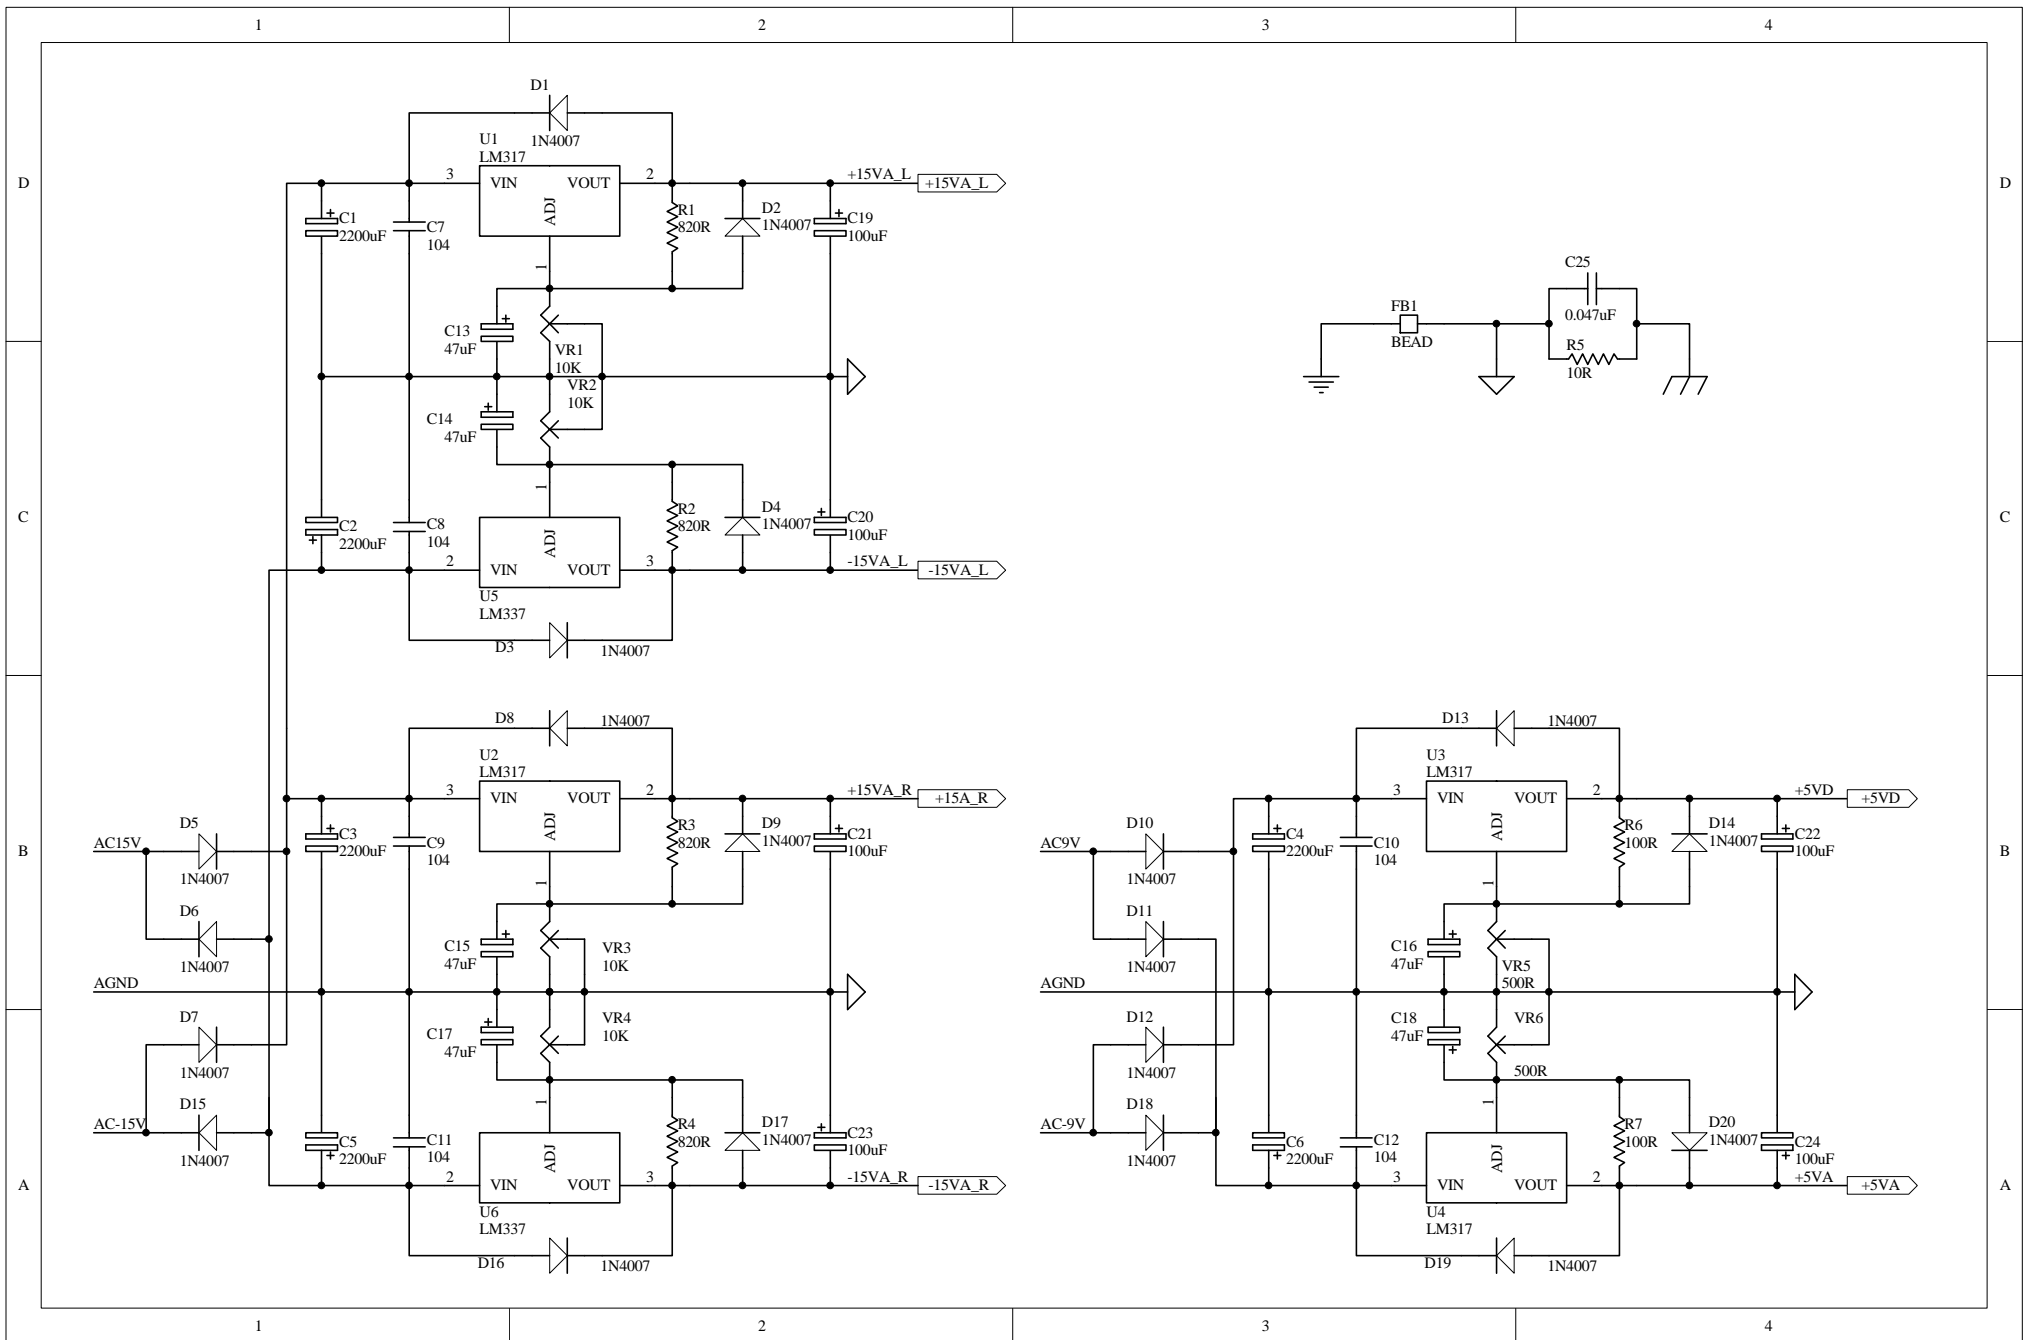 1 2 3 4
D D
C C
B B
A A
D1
1N4007
U1
LM317
3 VIN VOUT 2
ADJ
1
+15VA_L +15VA_L
C1
2200uF
C7
104
R1
820R
D2
1N4007
C19
100uF
C13
47uF
VR1
10K
VR2
10K
C14
47uF
1
R2
820R
D4
1N4007
C20
100uF
C2
2200uF
C8
104
ADJ
2 VIN VOUT 3
-15VA_L -15VA_L
U5
LM337
D3 1N4007
C25
0.047uF
FB1
BEAD
R5
10R
D8 1N4007
U2
LM317
3 VIN VOUT 2
ADJ
1
+15VA_R +15A_R
AC15V
D5
1N4007
D6
1N4007
AGND
D7
1N4007
D15
AC-15V
1N4007
C3
2200uF
C9
104
R3
820R
D9
1N4007
C21
100uF
C15
47uF
VR3
10K
C17
47uF
VR4
10K
1
R4
820R
D17
1N4007
C23
100uF
C5
2200uF
C11
104
ADJ
2 VIN VOUT 3
-15VA_R -15VA_R
U6
LM337
D16 1N4007
D13 1N4007
U3
LM317
3 VIN VOUT 2
ADJ
1
+5VD +5VD
AC9V
D10
1N4007
D11
1N4007
AGND
D12
1N4007
D18
AC-9V
1N4007
C4
2200uF
C10
104
R6
100R
D14
1N4007
C22
100uF
C16
47uF
VR5
500R
C18
47uF
VR6
500R
1
R7
100R
D20
1N4007
C24
100uF
C6
2200uF
C12
104
ADJ
3 VIN VOUT 2
+5VA +5VA
U4
LM317
D19 1N4007
1 2 3 4